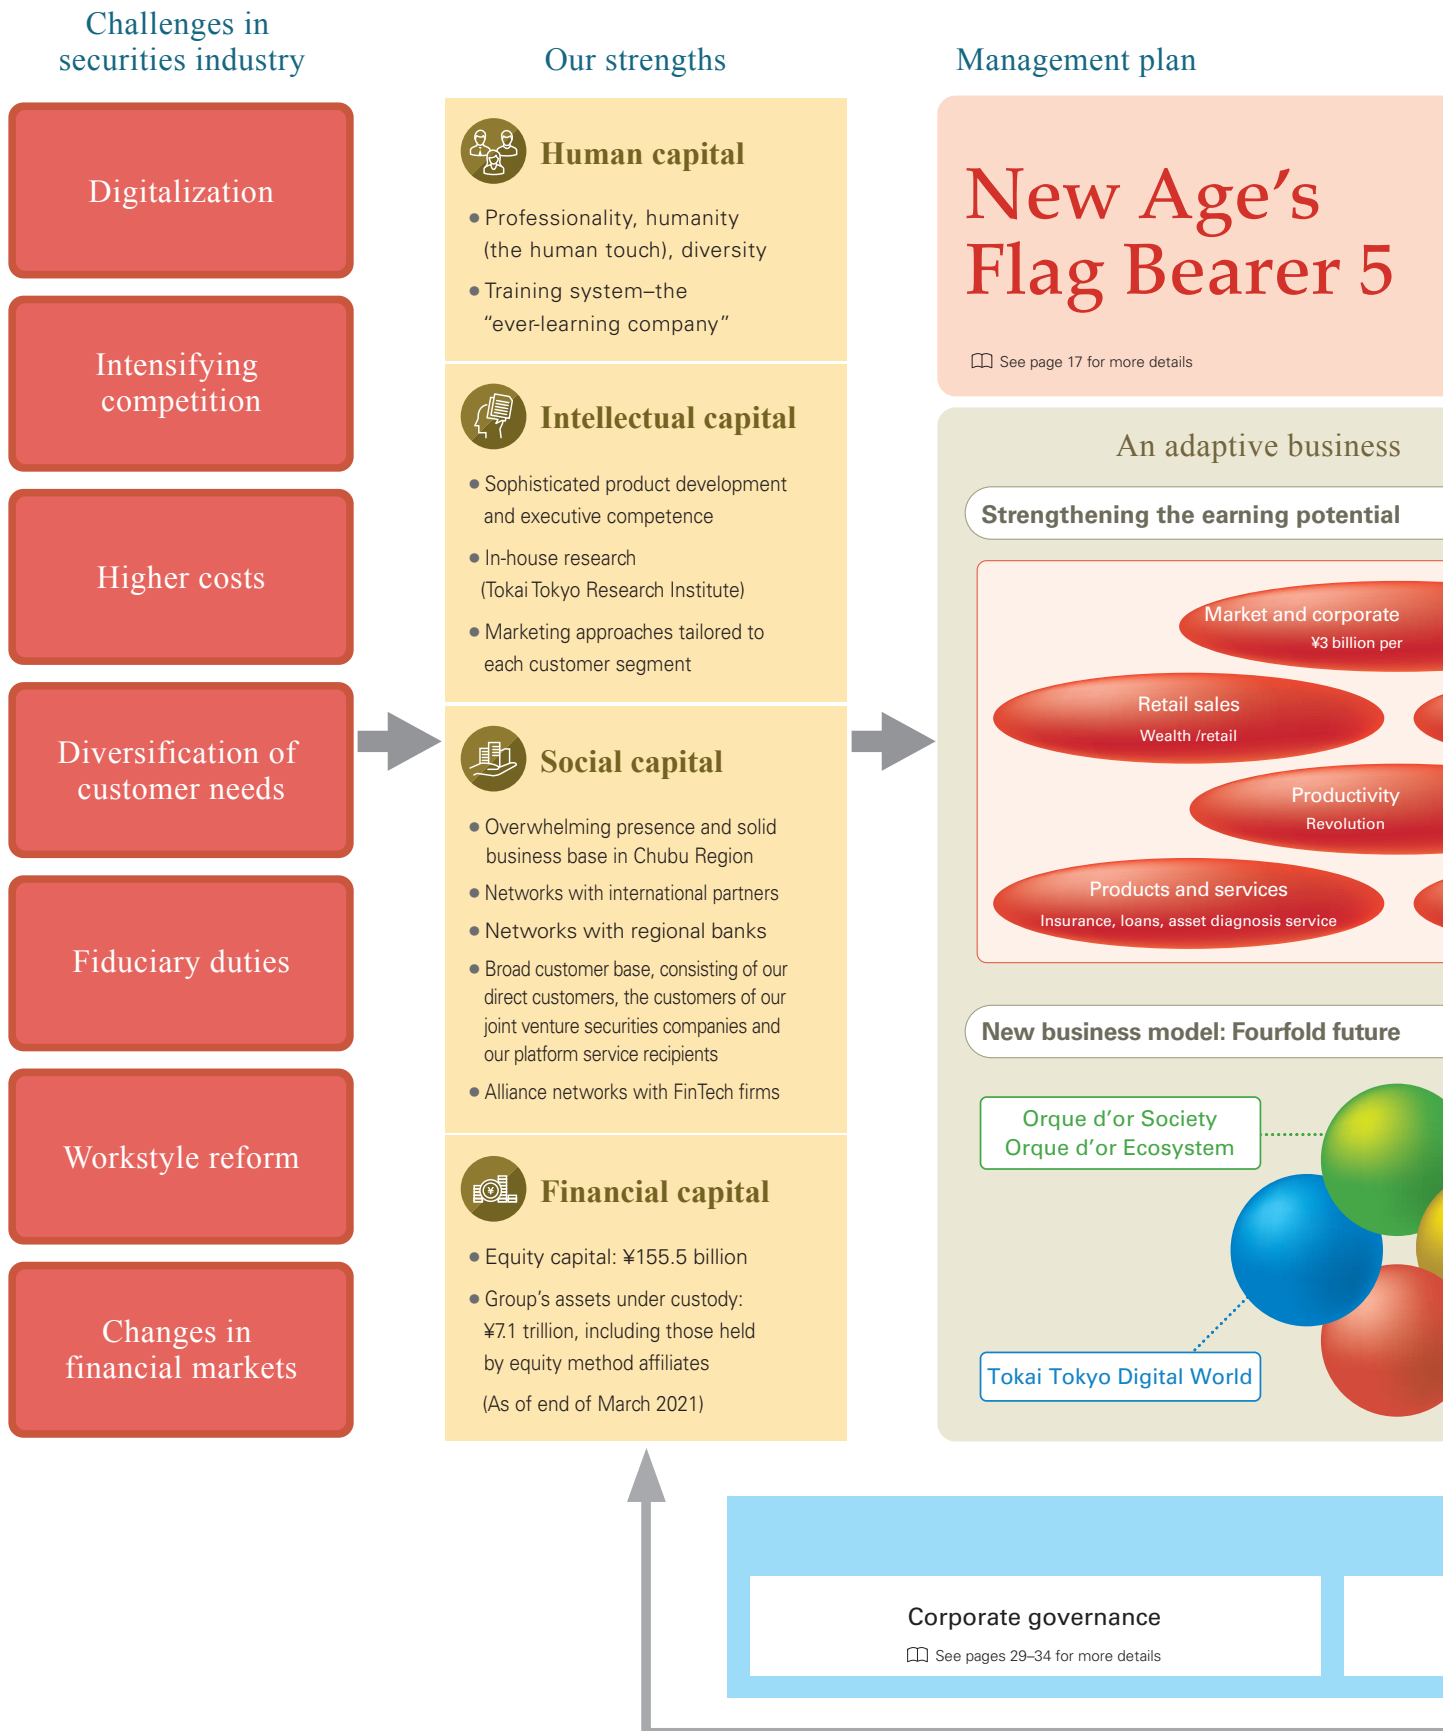 Challenges in
securities industry
Digitalization
Intensifying
competition
Higher costs
Diversification of
customer needs
Fiduciary duties
Workstyle reform
Changes in
financial markets
Our strengths
Human capital
• Professionality, humanity
(the human touch), diversity
• Training system–the
“ever-learning company”
Intellectual capital
• Sophisticated product development
and executive competence
• In-house research
(Tokai Tokyo Research Institute)
• Marketing approaches tailored to
each customer segment
Social capital
• Overwhelming presence and solid
business base in Chubu Region
• Networks with international partners
• Networks with regional banks
• Broad customer base, consisting of our
direct customers, the customers of our
joint venture securities companies and
our platform service recipients
• Alliance networks with FinTech firms
Financial capital
• Equity capital: ¥155.5 billion
• Group’s assets under custody:
¥7.1 trillion, including those held
by equity method affiliates
(As of end of March 2021)
Management plan
New Age’s
Flag Bearer 5
See page 17 for more details
An adaptive business
Strengthening the earning potential
Market and corporate
¥3 billion per
Retail sales
Wealth /retail
Productivity
Revolution
Products and services
Insurance, loans, asset diagnosis service
New business model: Fourfold future
Orque d’or Society
Orque d’or Ecosystem
Tokai Tokyo Digital World
Corporate governance
See pages 29–34 for more details